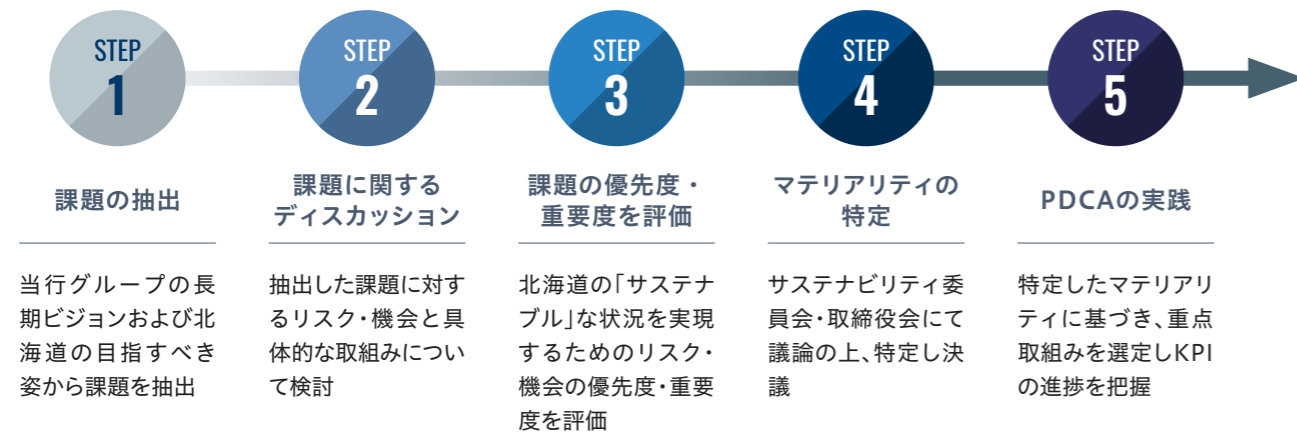 STEP
1
課題の抽出
当行グループの長
期ビジョンおよび北
海道の目指すべき
姿から課題を抽出
STEP
2
課題に関する
ディスカッション
抽出した課題に対す
るリスク・機会と具
体的な取組みについ
て検討
STEP
3
課題の優先度・
重要度を評価
北海道の「サステナ
ブル」な状況を実現
するためのリスク・
機会の優先度・重要
度を評価
STEP
4
マテリアリティの
特定
サステナビリティ委
員会・取締役会にて
議論の上、特定し決
議
STEP
5
PDCAの実践
特定したマテリアリ
ティに基づき、重点
取組みを選定しKPI
の進捗を把握